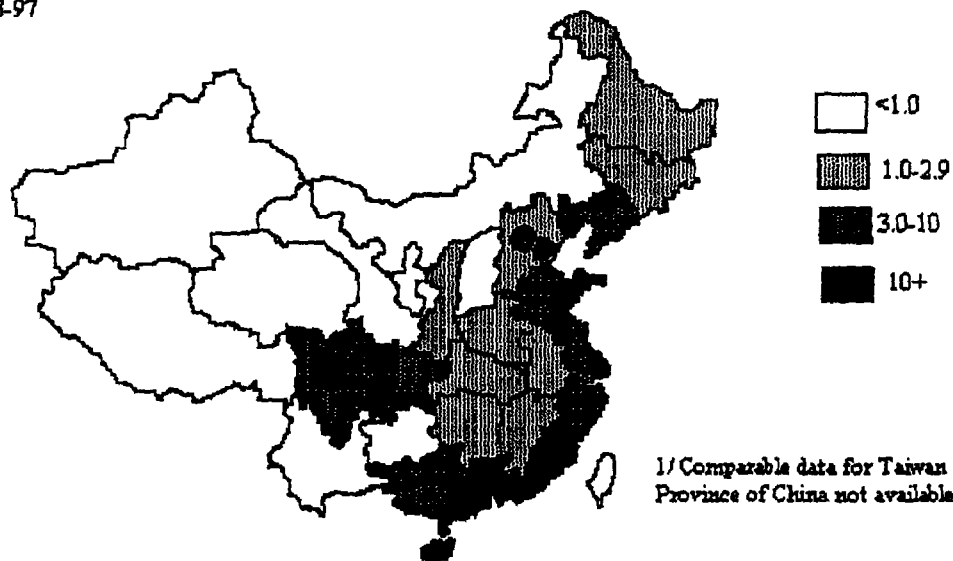 -97
<1.0
1.0-2.9
3.0-10
10+
1/ Comparable data for Taiwan
Province of China not available